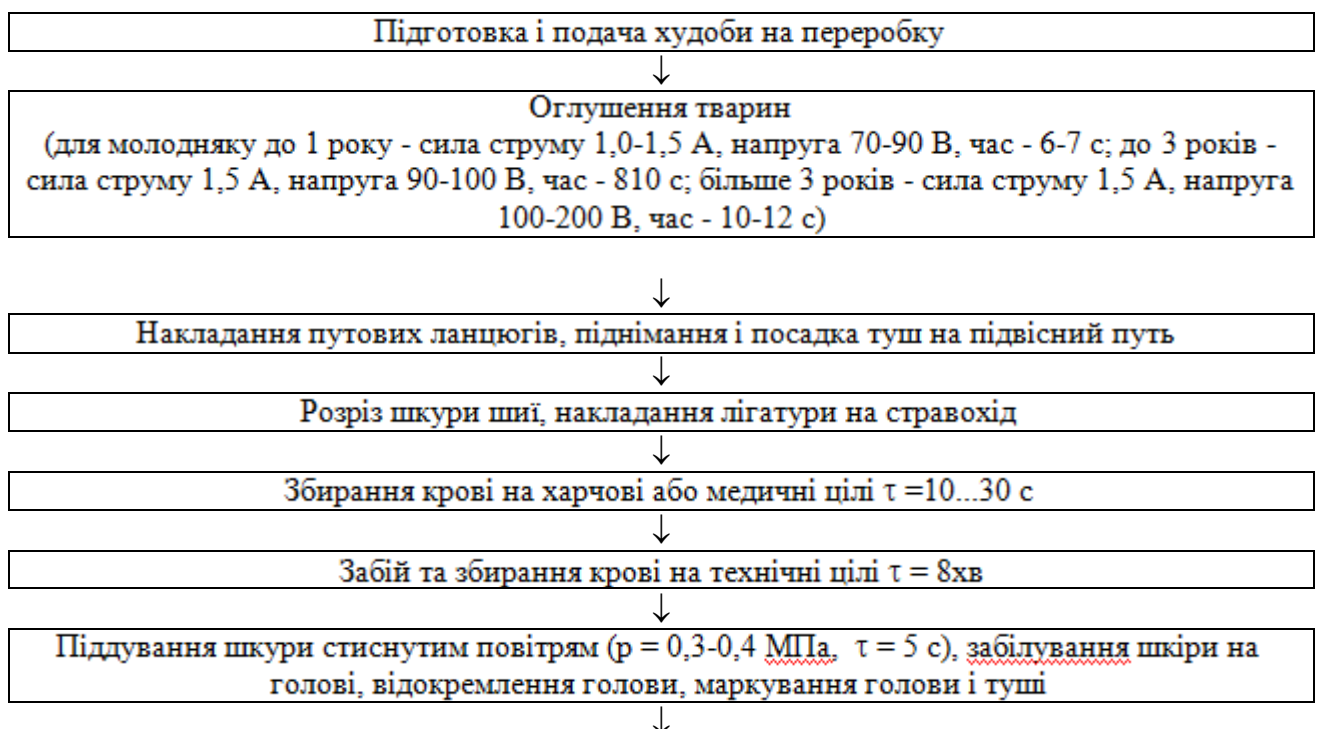 Підготовка і подача худоби на переробку
↓
Оглушення тварин
(для молодняку до 1 року - сила струму 1,0-1,5 А, напруга 70-90 В, час - 6-7 с; до 3 років -
сила струму 1,5 А, напруга 90-100 В, час - 810 с; більше 3 років - сила струму 1,5 А, напруга
100-200 В, час - 10-12 с)
↓
Накладання путових ланцюгів, піднімання і посадка туш на підвісний путь
↓
Розріз шкури шиї, накладання лігатури на стравохід
↓
Збирання крові на харчові або медичні цілі τ =10...30 с
↓
Забій та збирання крові на технічні цілі τ = 8хв
↓
Піддування шкури стиснутим повітрям (р = 0,3-0,4 МПа, τ = 5 с), забілування шкіри на
голові, відокремлення голови, маркування голови і туші
↓